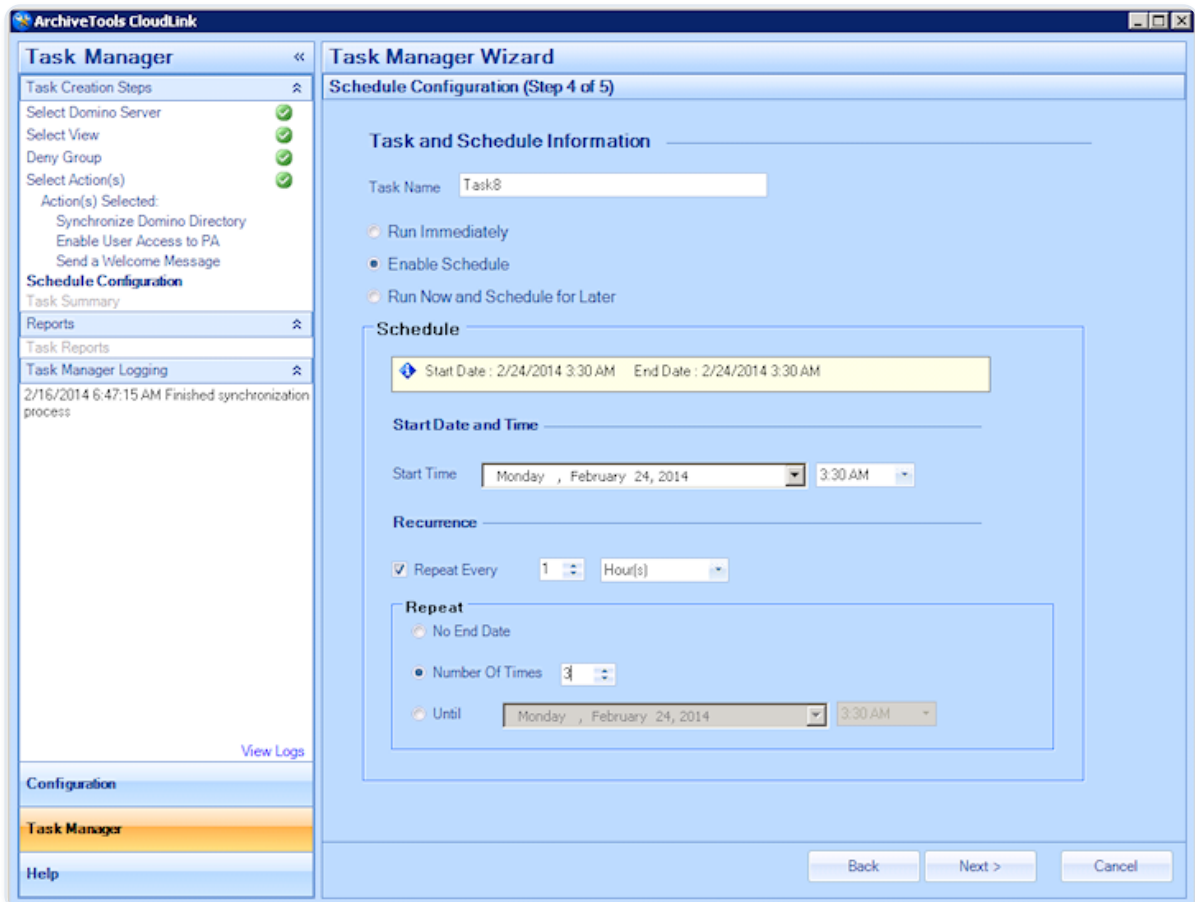 ArchiveTools CloudLink
Task Manager «
Task Creation Steps
Select Domino Server
Select View
Deny Group
Select Action(s)
Action(s) Selected:
Synchronize Domino Directory
Enable User Access to PA
Send a Welcome Message
Schedule Configuration
Task Summary
Reports
Task Reports
Task Manager Logging
2/16/2014 6:47:15 AM Finished synchronization
process
View Logs
Configuration
Task Manager
Help
Task Manager Wizard
Schedule Configuration (Step 4 of 5)
Task and Schedule Information
Task Name Task8
Run Immediately
Enable Schedule
Run Now and Schedule for Later
Schedule
Start Date : 2/24/2014 3:30 AM End Date : 2/24/2014 3:30 AM
Start Date and Time
Start Time Monday , February 24, 2014 3:30 AM
Recurrence
Repeat Every 1 Hour(s)
Repeat
No End Date
Number Of Times 3
Until Monday , February 24, 2014 3:30 AM
Back Next > Cancel